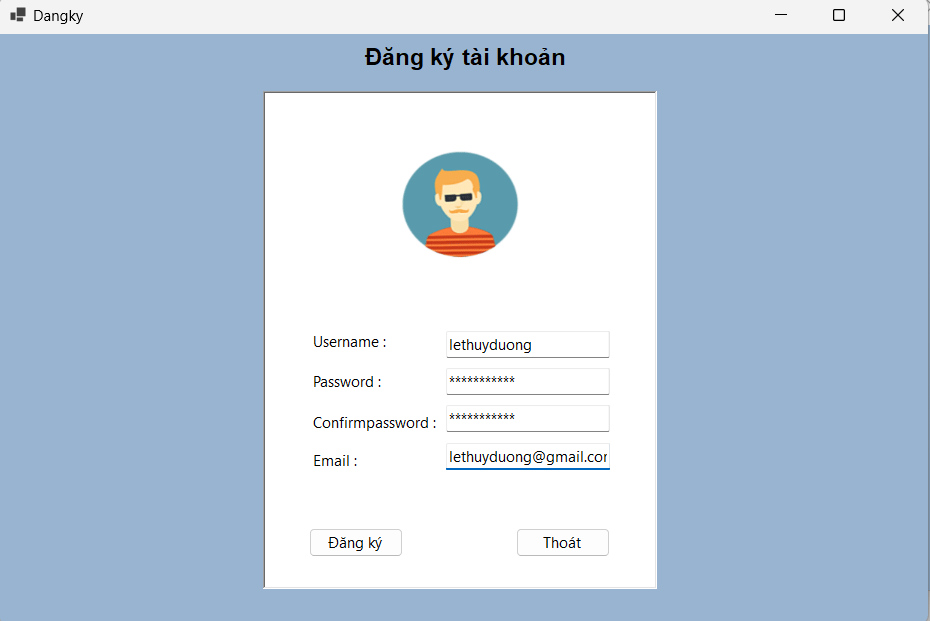 Dangky
Đăng ký tài khoản
Username : lethuyduong
Password : ***********
Confirmpassword : ***********
Email : lethuyduong@gmail.cor
Đăng ký Thoát